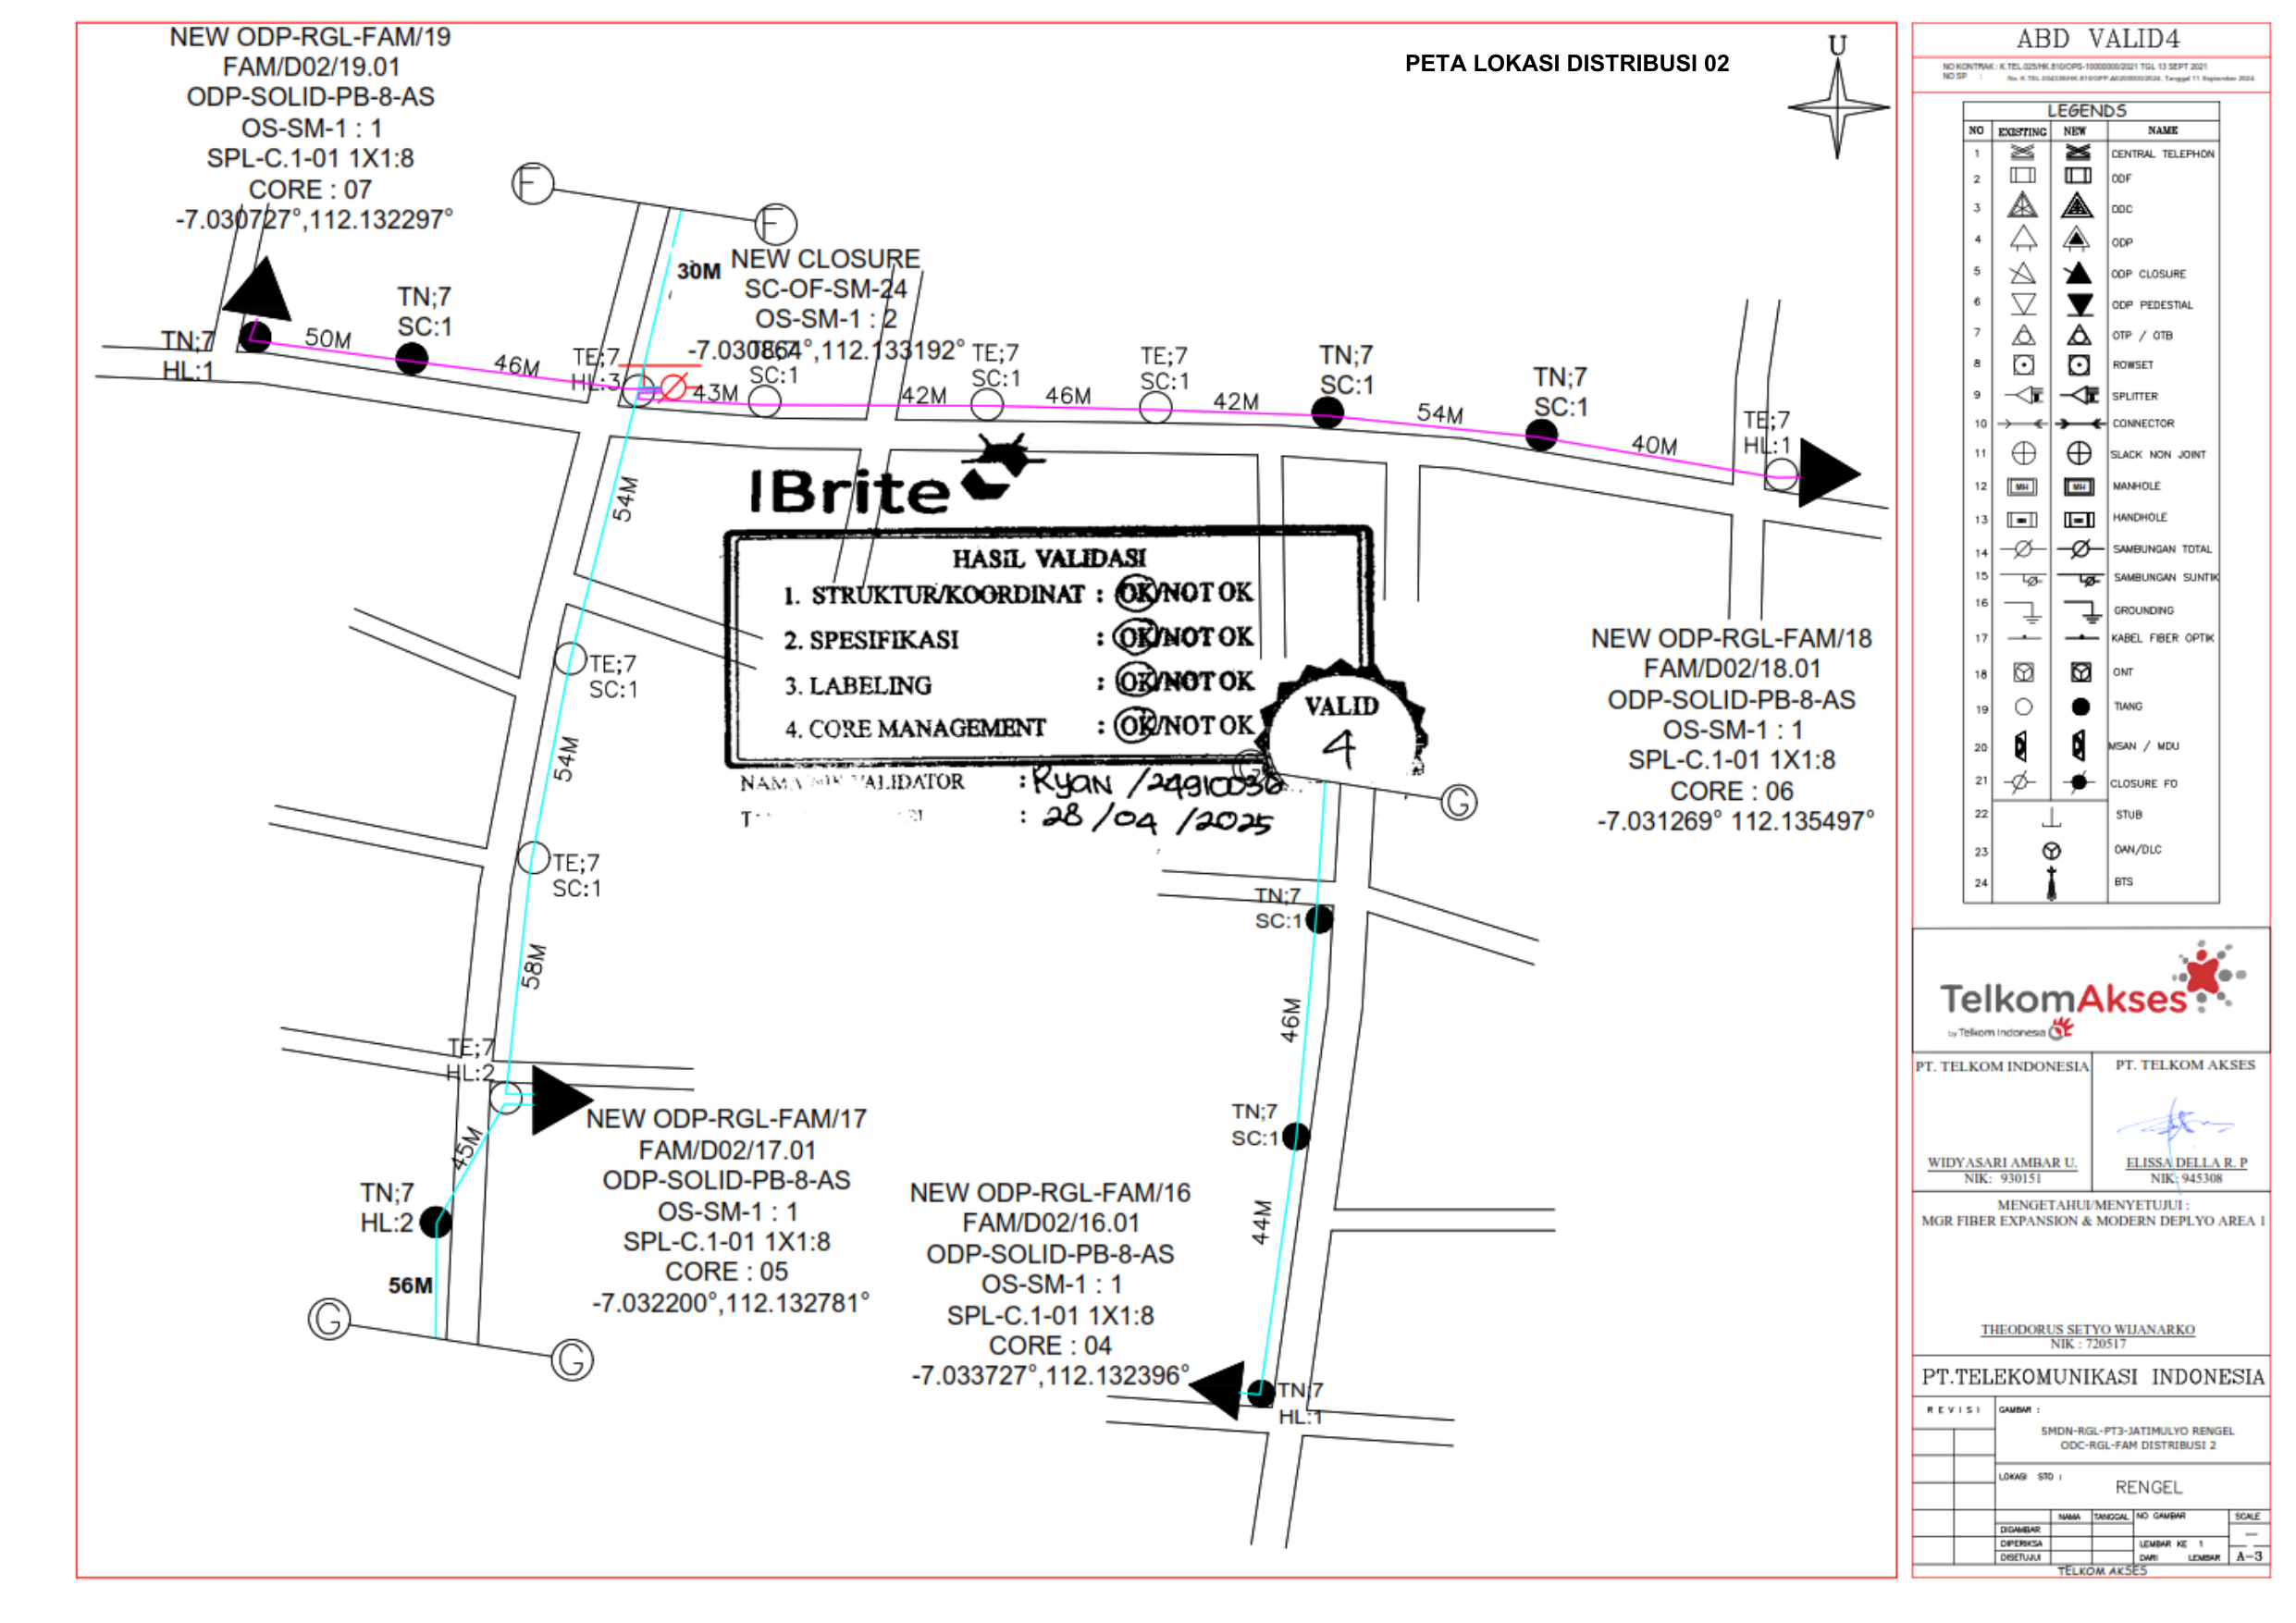 NEW ODP-RGL-FAM/19
FAM/D02/19.01
ODP-SOLID-PB-8-AS
OS-SM-1 : 1
SPL-C.1-01 1X1:8
CORE : 07
-7.030727°,112.132297°
PETA LOKASI DISTRIBUSI 02
U
F
F
30M
NEW CLOSURE
SC-OF-SM-24
OS-SM-1 : 2
-7.030864°,112.133192°
TN;7
HL:1
50M
TN;7
SC:1
46M
TE;7
HL:3
43M
SC:1
42M
TE;7
SC:1
46M
TE;7
SC:1
42M
TN;7
SC:1
54M
TN;7
SC:1
40M
TE;7
HL:1
54M
IBrite
HASIL VALIDASI
1. STRUKTUR/KOORDINAT : OK/NOT OK
2. SPESIFIKASI : OK/NOT OK
3. LABELING : OK/NOT OK
4. CORE MANAGEMENT : OK/NOT OK
VALID
4
VALIDATOR : Ryan /24910036
: 28/04/2025
NEW ODP-RGL-FAM/18
FAM/D02/18.01
ODP-SOLID-PB-8-AS
OS-SM-1 : 1
SPL-C.1-01 1X1:8
CORE : 06
-7.031269° 112.135497°
TE;7
SC:1
54M
TE;7
SC:1
58M
TE;7
HL:2
45M
NEW ODP-RGL-FAM/17
FAM/D02/17.01
ODP-SOLID-PB-8-AS
OS-SM-1 : 1
SPL-C.1-01 1X1:8
CORE : 05
-7.032200°,112.132781°
TN;7
HL:2
56M
G
G
G
TN;7
SC:1
46M
TN;7
SC:1
44M
NEW ODP-RGL-FAM/16
FAM/D02/16.01
ODP-SOLID-PB-8-AS
OS-SM-1 : 1
SPL-C.1-01 1X1:8
CORE : 04
-7.033727°,112.132396°
TN;7
HL:1
ABD VALID4
NO KONTRAK : K.TEL.025/HK.810/OPS-10000000/2021 TGL 13 SEPT 2021
NO SP :
LEGENDS
NO EXISTING NEW NAME
1 CENTRAL TELEPHON
2 ODF
3 ODC
4 ODP
5 ODP CLOSURE
6 ODP PEDESTIAL
7 OTP / OTB
8 ROWSET
9 SPLITTER
10 CONNECTOR
11 SLACK NON JOINT
12 MH MH MANHOLE
13 HANDHOLE
14 SAMBUNGAN TOTAL
15 SAMBUNGAN SUNTIK
16 GROUNDING
17 KABEL FIBER OPTIK
18 ONT
19 TIANG
20 MSAN / MDU
21 CLOSURE FO
22 STUB
23 OAN/DLC
24 BTS
TelkomAkses
by Telkom Indonesia
PT. TELKOM INDONESIA
WIDYASARI AMBAR U.
NIK: 930151
PT. TELKOM AKSES
ELISSA DELLA R. P
NIK: 945308
MENGETAHUI/MENYETUJUI :
MGR FIBER EXPANSION & MODERN DEPLYO AREA 1
THEODORUS SETYO WIJANARKO
NIK : 720517
PT.TELEKOMUNIKASI INDONESIA
REVISI
GAMBAR :
SMDN-RGL-PT3-JATIMULYO RENGEL
ODC-RGL-FAM DISTRIBUSI 2
LOKASI STO :
RENGEL
NAMA TANGGAL NO GAMBAR SCALE
DIGAMBAR
DIPERIKSA LEMBAR KE 1
DISETUJUI DARI LEMBAR A-3
TELKOM AKSES